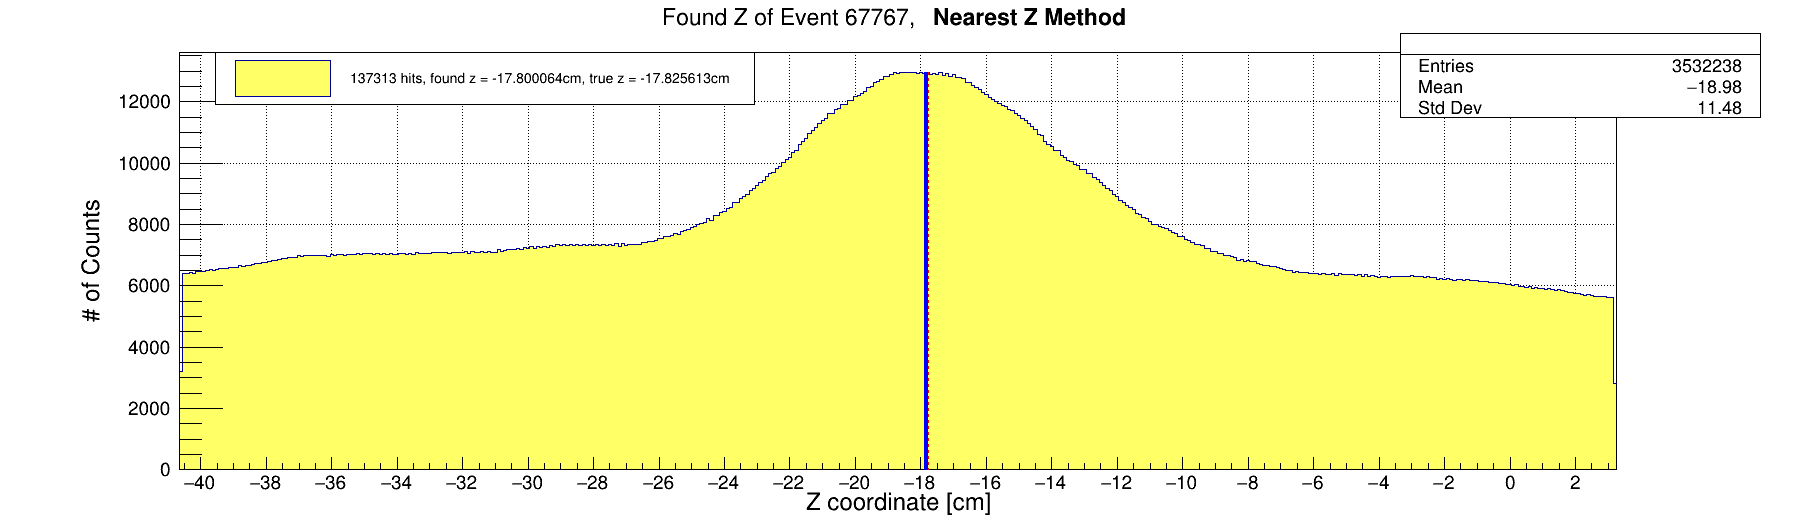 Found Z of Event 67767, Nearest Z Method
137313 hits, found z = -17.800064cm, true z = -17.825613cm
Entries 3532238
Mean −18.98
Std Dev 11.48
# of Counts
12000
10000
8000
6000
4000
2000
0
−40 −38 −36 −34 −32 −30 −28 −26 −24 −22 −20 −18 −16 −14 −12 −10 −8 −6 −4 −2 0 2
Z coordinate [cm]